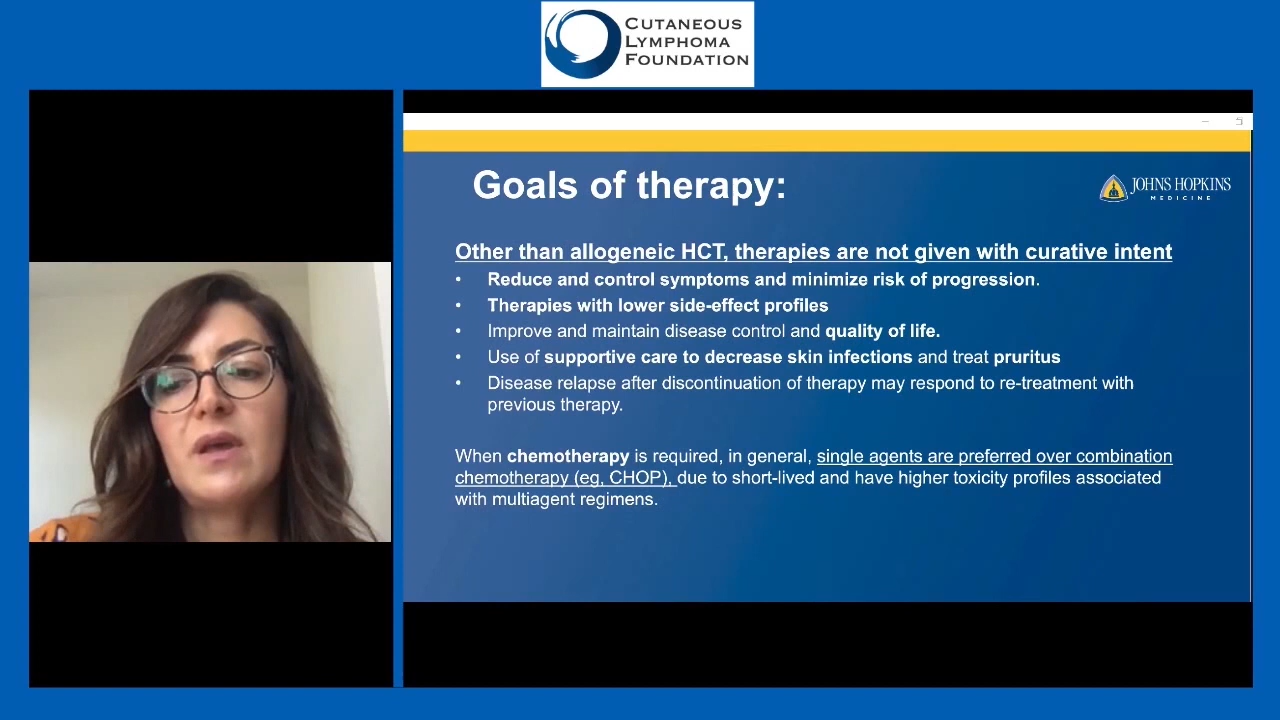 CUTANEOUS
LYMPHOMA
FOUNDATION
Goals of therapy:
JOHNS HOPKINS
MEDICINE
Other than allogeneic HCT, therapies are not given with curative intent
• Reduce and control symptoms and minimize risk of progression.
• Therapies with lower side-effect profiles
• Improve and maintain disease control and quality of life.
• Use of supportive care to decrease skin infections and treat pruritus
• Disease relapse after discontinuation of therapy may respond to re-treatment with
previous therapy.
When chemotherapy is required, in general, single agents are preferred over combination
chemotherapy (eg, CHOP), due to short-lived and have higher toxicity profiles associated
with multiagent regimens.